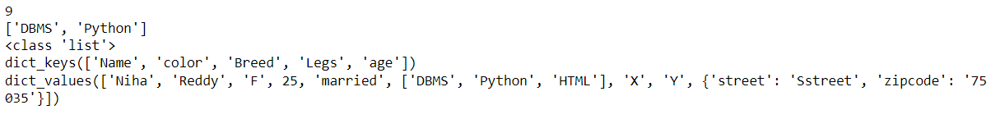 9
['DBMS', 'Python']
<class 'list'>
dict_keys(['Name', 'color', 'Breed', 'Legs', 'age'])
dict_values(['Niha', 'Reddy', 'F', 25, 'married', ['DBMS', 'Python', 'HTML'], 'X', 'Y', {'street': 'Sstreet', 'zipcode': '75
035'}])